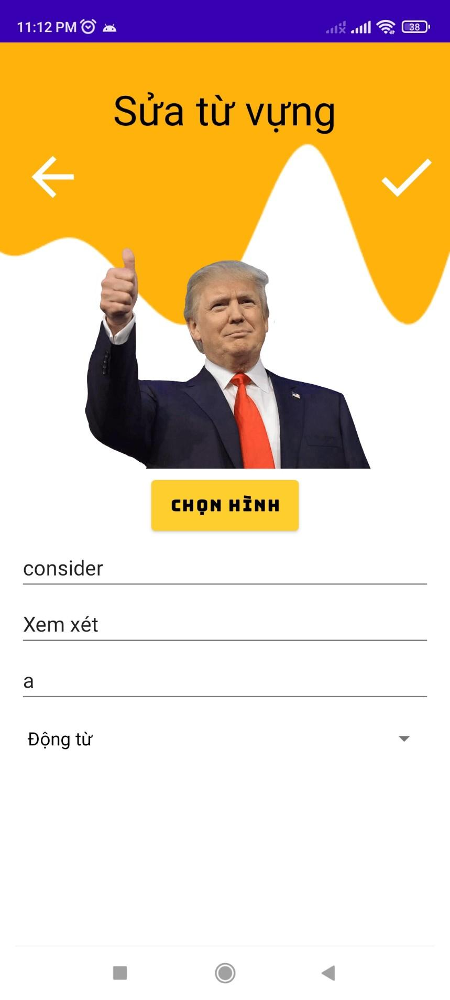 11:12 PM 38
Sửa từ vựng
CHỌN HÌNH
consider
Xem xét
a
Động từ